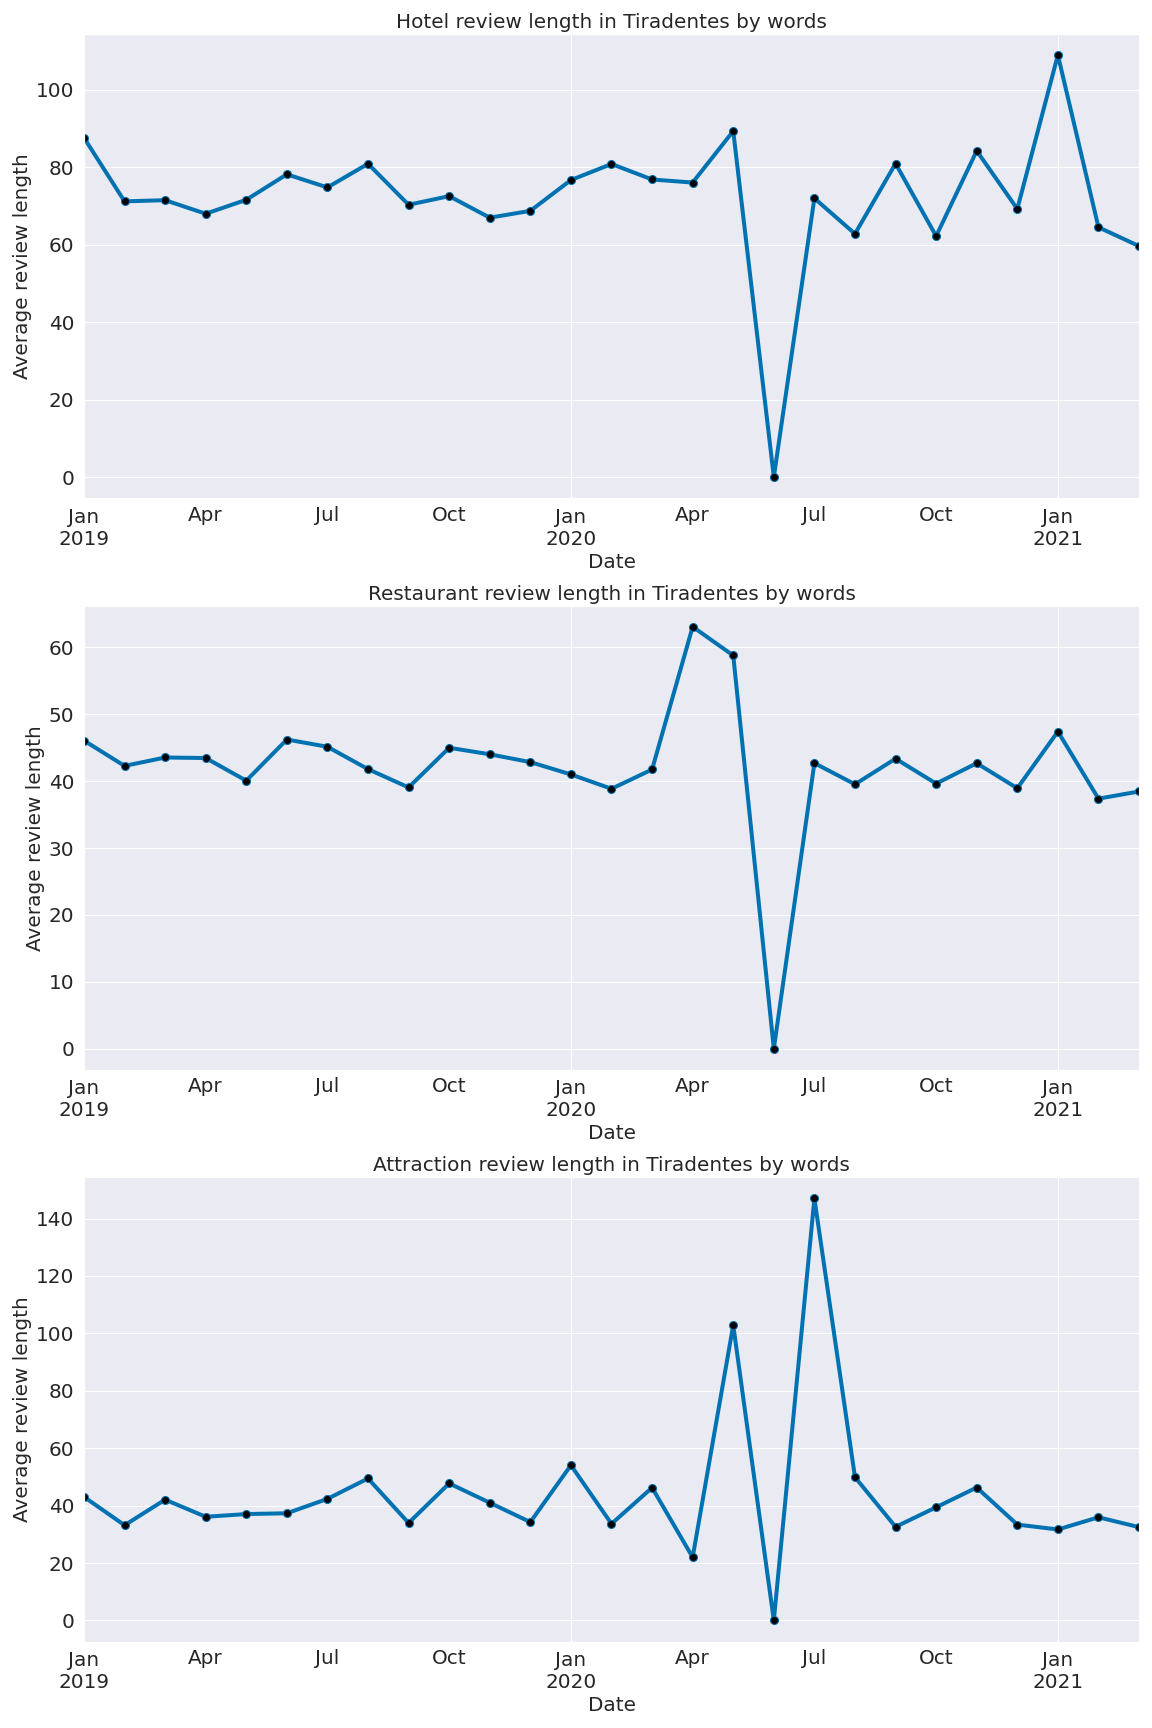 Hotel review length in Tiradentes by words
Average review length
100
80
60
40
20
0
Jan Apr Jul Oct Jan Apr Jul Oct Jan
2019 2020 2021
Date
Restaurant review length in Tiradentes by words
Average review length
60
50
40
30
20
10
0
Jan Apr Jul Oct Jan Apr Jul Oct Jan
2019 2020 2021
Date
Attraction review length in Tiradentes by words
Average review length
140
120
100
80
60
40
20
0
Jan Apr Jul Oct Jan Apr Jul Oct Jan
2019 2020 2021
Date